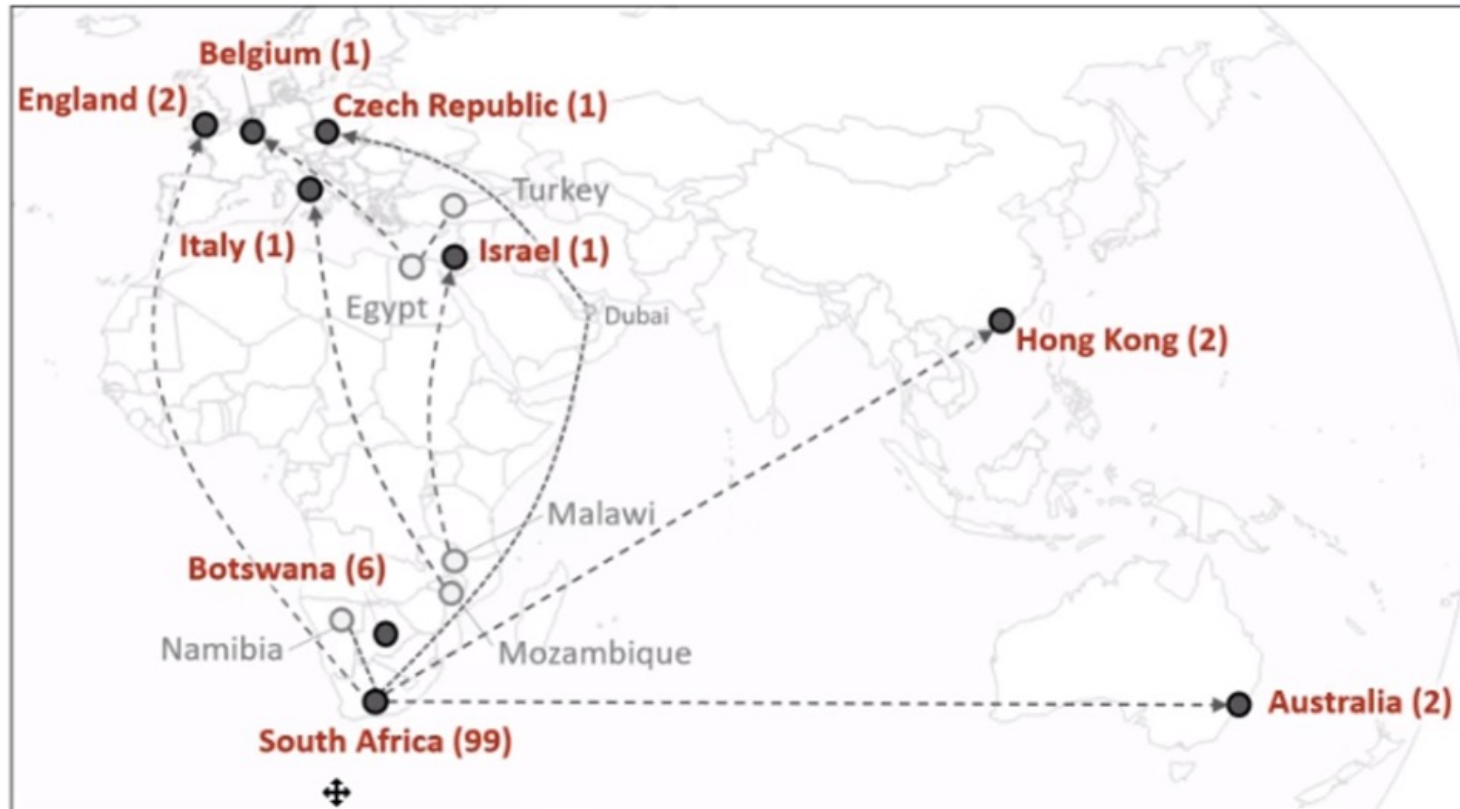 Belgium (1)
England (2)
Czech Republic (1)
Turkey
Italy (1)
Israel (1)
Egypt
Dubai
Hong Kong (2)
Malawi
Botswana (6)
Namibia
Mozambique
Australia (2)
South Africa (99)